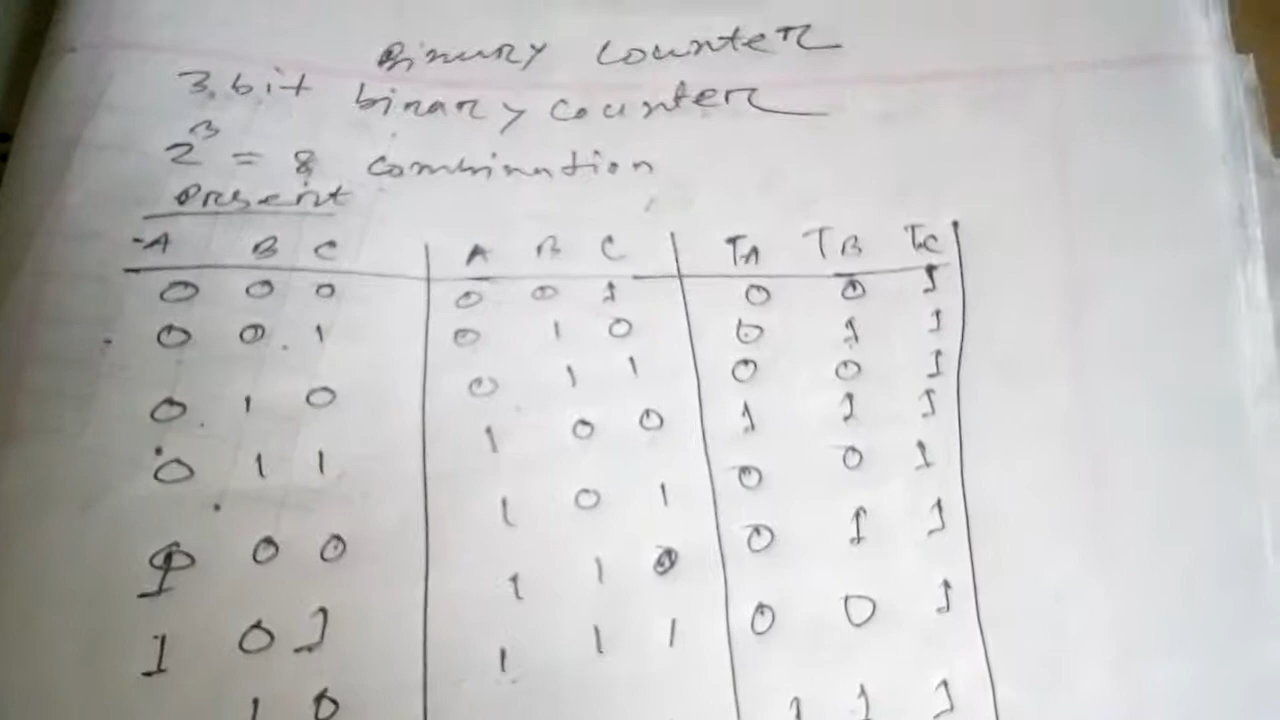 Binary counter
3 bit binary counter
2³ = 8 combination
Present
A B C A B C TA TB TC
0 0 0 0 0 1 0 0 1
0 0 1 0 1 0 0 1 1
0 1 0 0 1 1 0 0 1
0 1 1 1 0 0 1 1 1
1 0 0 1 0 1 0 0 1
1 0 1 1 1 0 0 1 1
1 0 1 1 1 0 0 1
1 1 1